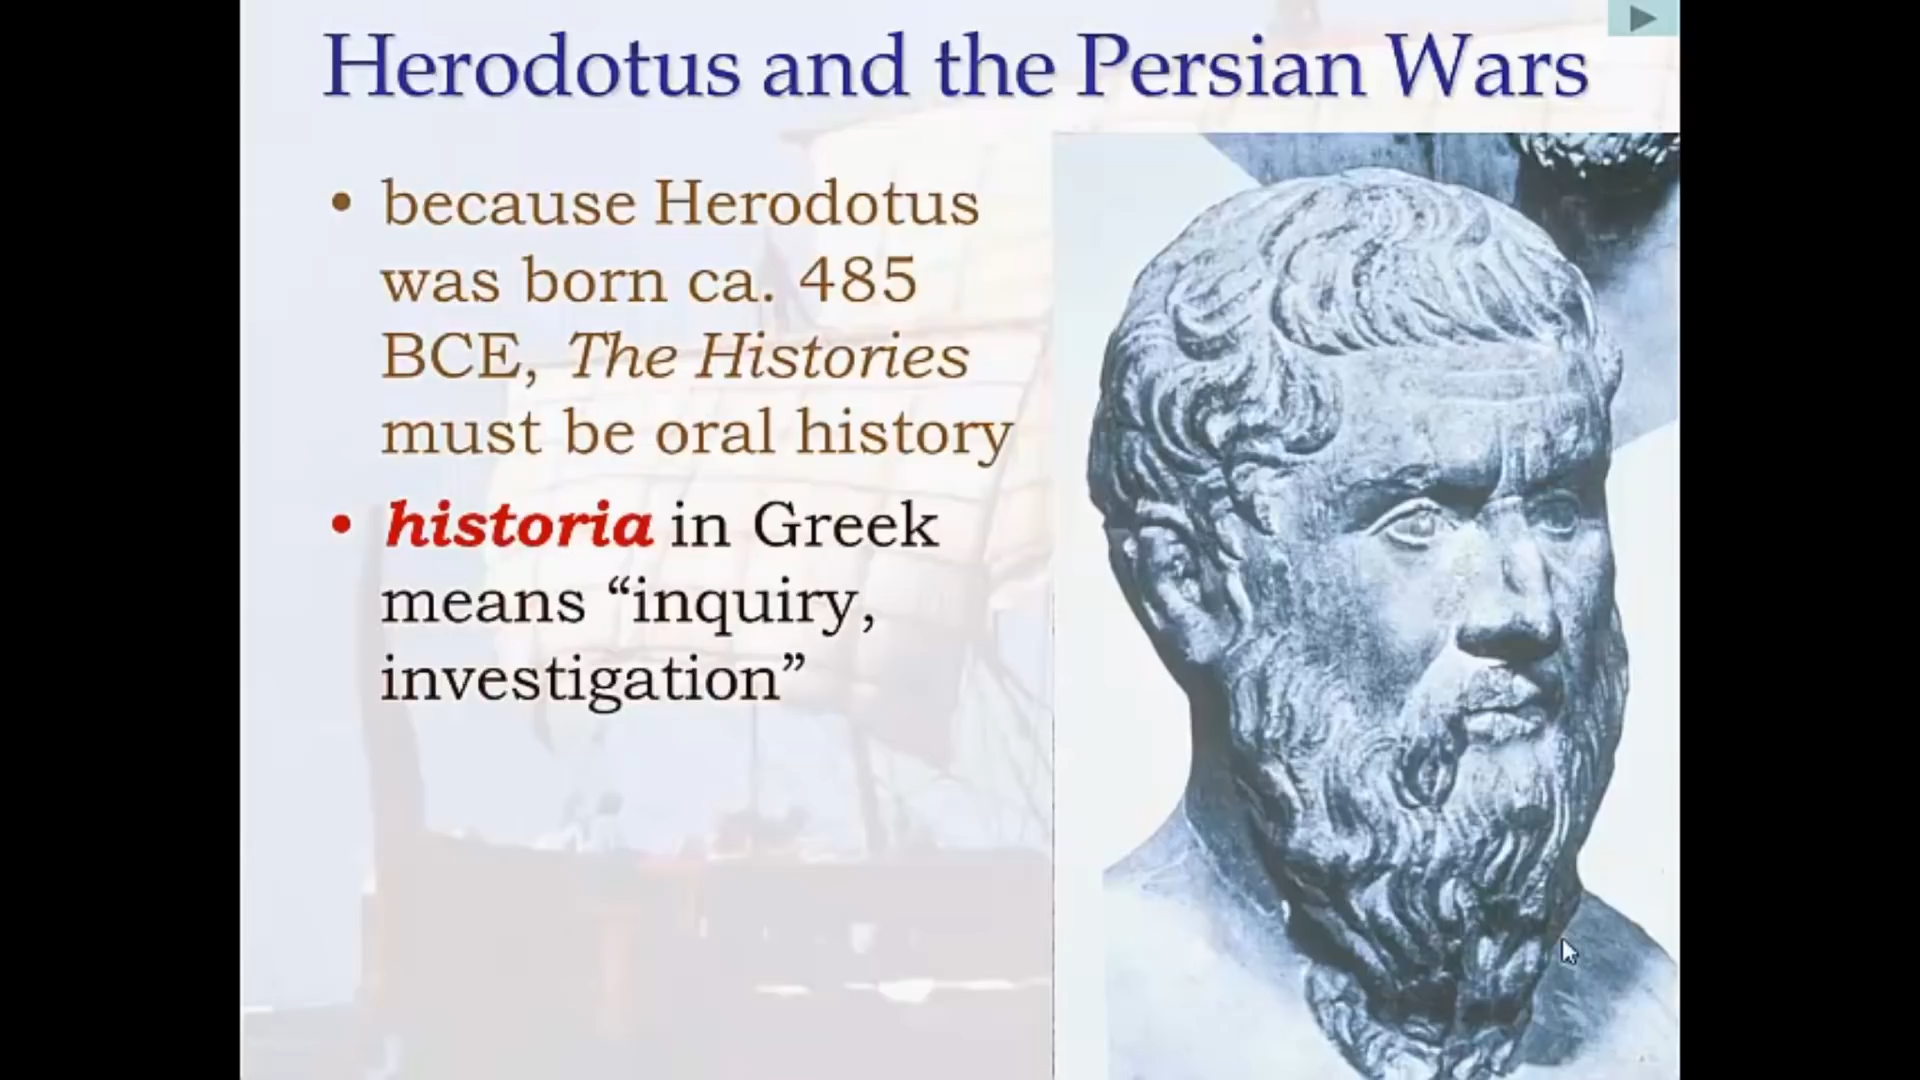 Herodotus and the Persian Wars
• because Herodotus
was born ca. 485
BCE, The Histories
must be oral history
• historia in Greek
means “inquiry,
investigation”